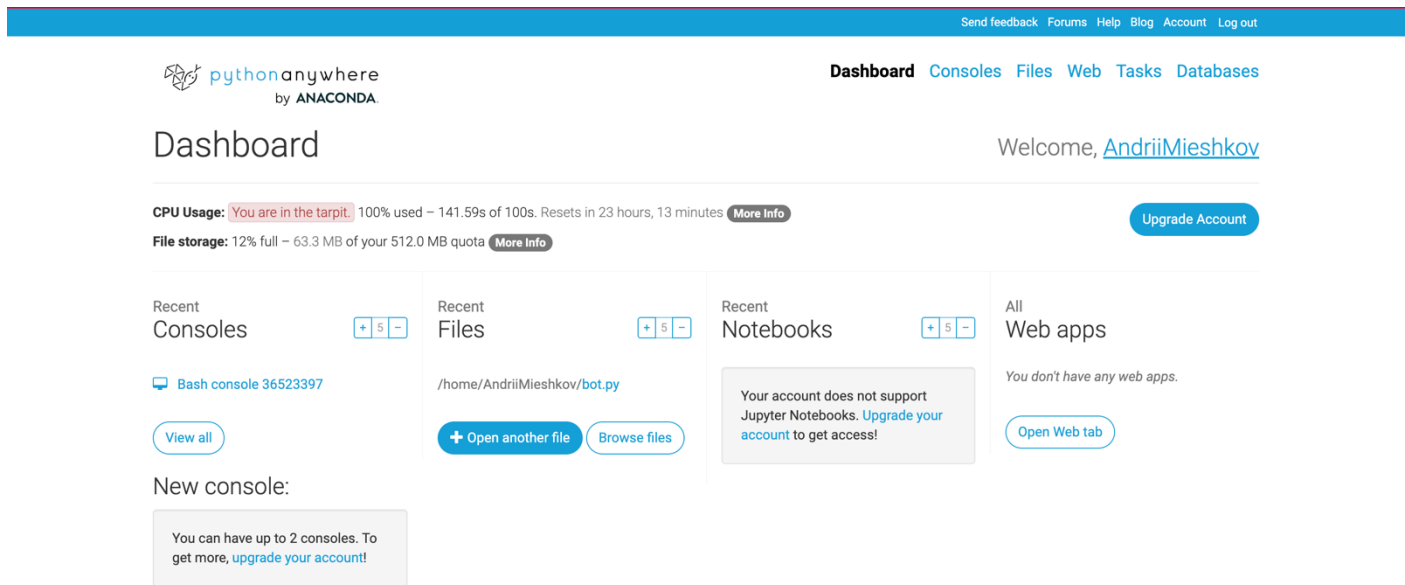 Send feedback Forums Help Blog Account Log out
pythonanywhere
by ANACONDA.
Dashboard Consoles Files Web Tasks Databases
Dashboard
Welcome, AndriiMieshkov
CPU Usage: You are in the tarpit. 100% used – 141.59s of 100s. Resets in 23 hours, 13 minutes More Info
Upgrade Account
File storage: 12% full – 63.3 MB of your 512.0 MB quota More Info
Recent
Consoles
+ 5 −
Bash console 36523397
View all
New console:
You can have up to 2 consoles. To
get more, upgrade your account!
Recent
Files
+ 5 −
/home/AndriiMieshkov/bot.py
+ Open another file
Browse files
Recent
Notebooks
+ 5 −
Your account does not support
Jupyter Notebooks. Upgrade your
account to get access!
All
Web apps
You don't have any web apps.
Open Web tab